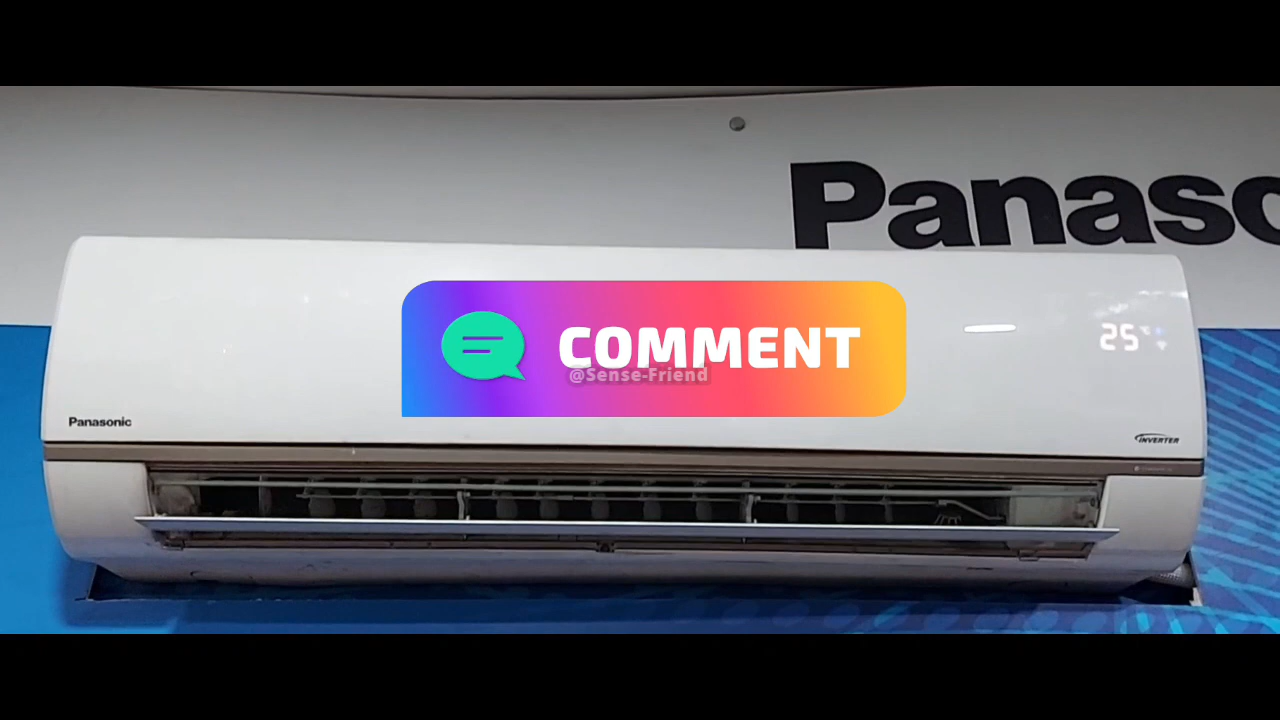 Panaso
COMMENT
@Sense-Friend
25°C
Panasonic
INVERTER